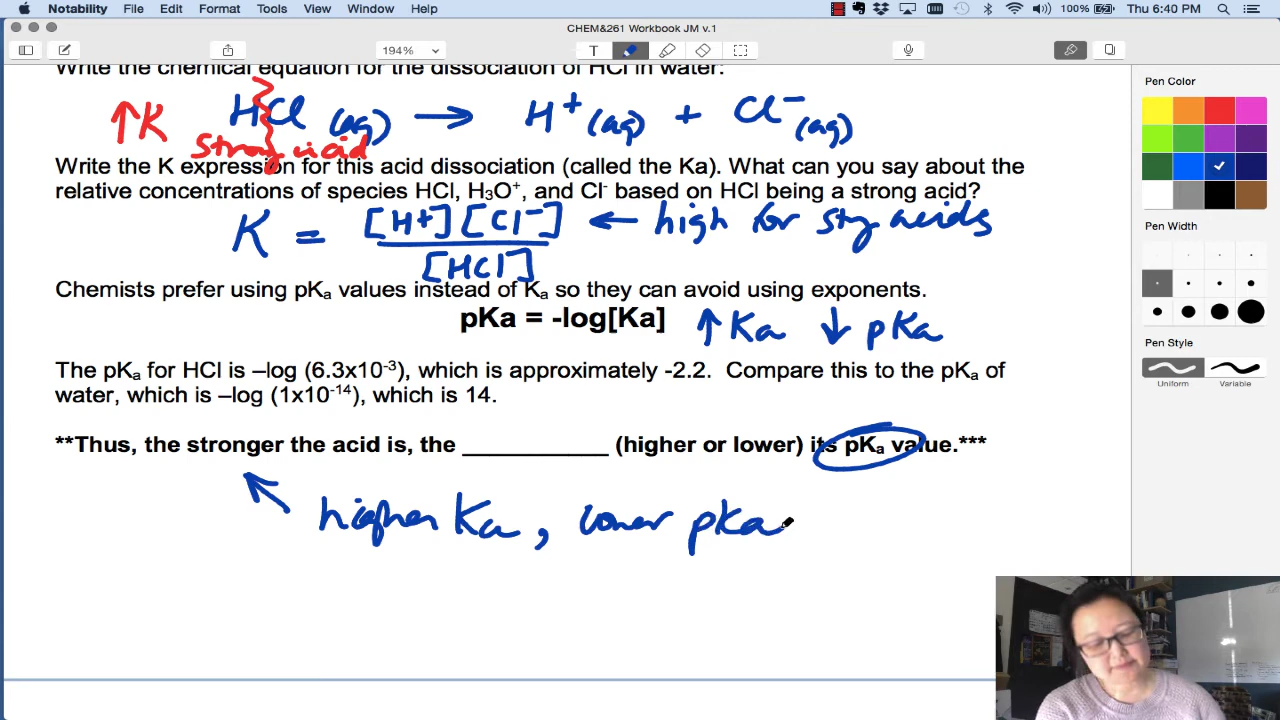 Notability File Edit Format Tools View Window Help 100% Thu 6:40 PM
CHEM&261 Workbook JM v.1
194% T
Write the chemical equation for the dissociation of HCl in water:
↑K HCl (aq) → H⁺ (aq) + Cl⁻ (aq)
Strong acid
Write the K expression for this acid dissociation (called the Ka). What can you say about the
relative concentrations of species HCl, H₃O⁺, and Cl⁻ based on HCl being a strong acid?
K = [H+][Cl⁻] ← high for strg acids
[HCl]
Chemists prefer using pKₐ values instead of Kₐ so they can avoid using exponents.
pKa = -log[Ka] ↑ Ka ↓ pKa
The pKₐ for HCl is –log (6.3x10⁻³), which is approximately -2.2. Compare this to the pKₐ of
water, which is –log (1x10⁻¹⁴), which is 14.
**Thus, the stronger the acid is, the ____________ (higher or lower) its pKₐ value.***
higher Ka, lower pKa
Pen Color
Pen Width
Pen Style
Uniform Variable